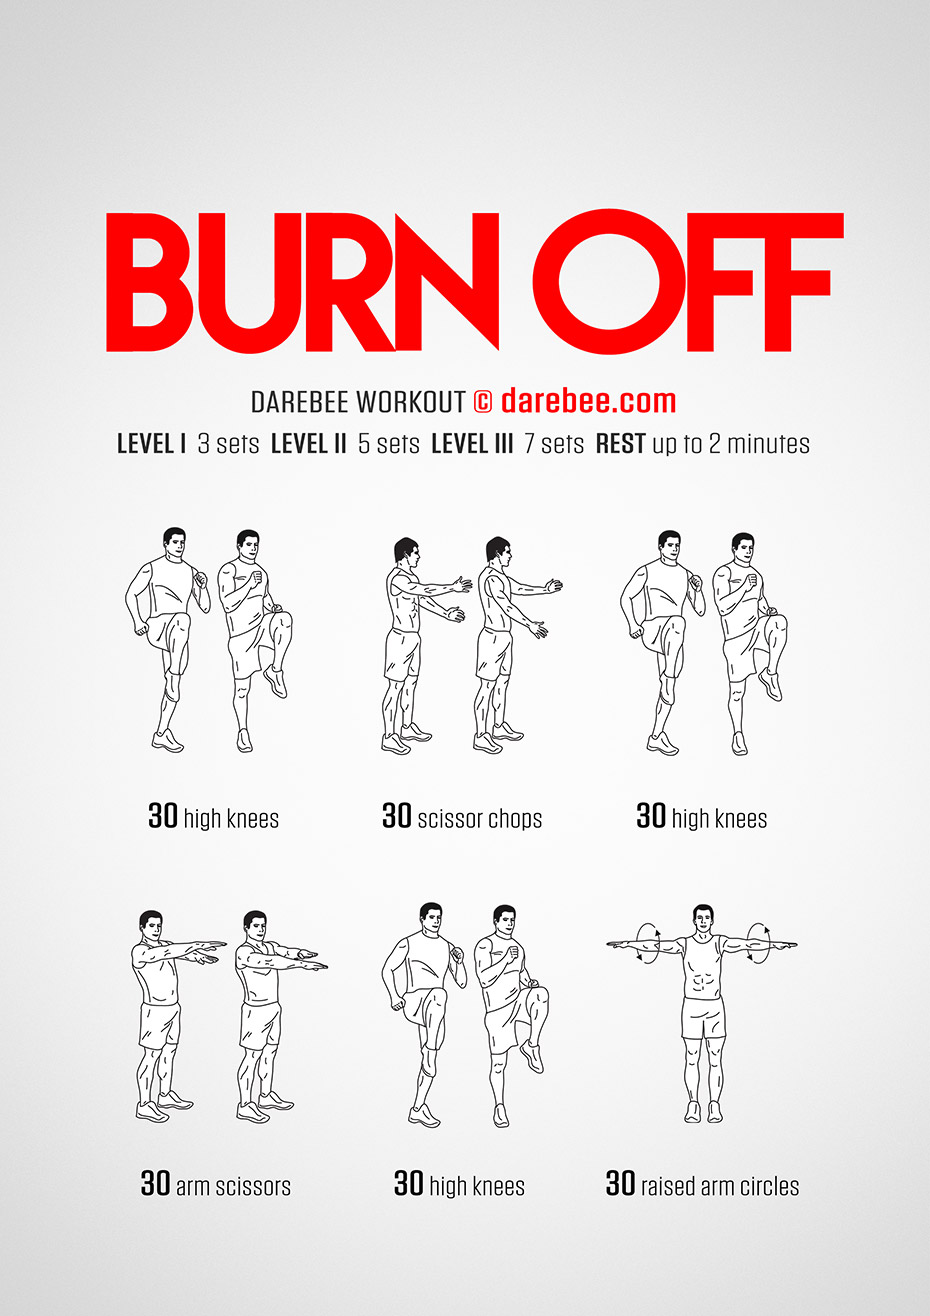 BURN OFF
DAREBEE WORKOUT © darebee.com
LEVEL I 3 sets LEVEL II 5 sets LEVEL III 7 sets REST up to 2 minutes
30 high knees
30 scissor chops
30 high knees
30 arm scissors
30 high knees
30 raised arm circles